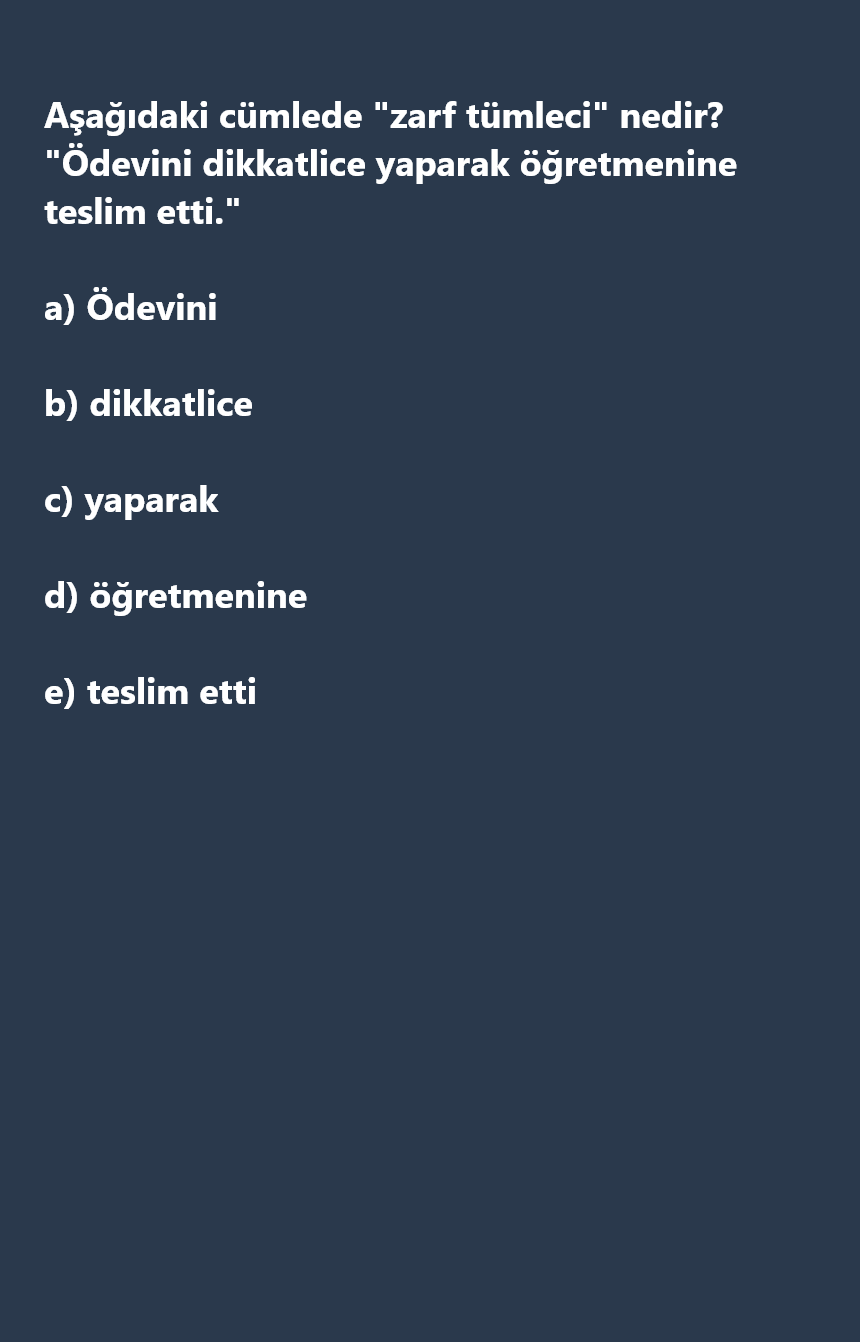 Aşağıdaki cümlede "zarf tümleci" nedir?
"Ödevini dikkatlice yaparak öğretmenine
teslim etti."
a) Ödevini
b) dikkatlice
c) yaparak
d) öğretmenine
e) teslim etti